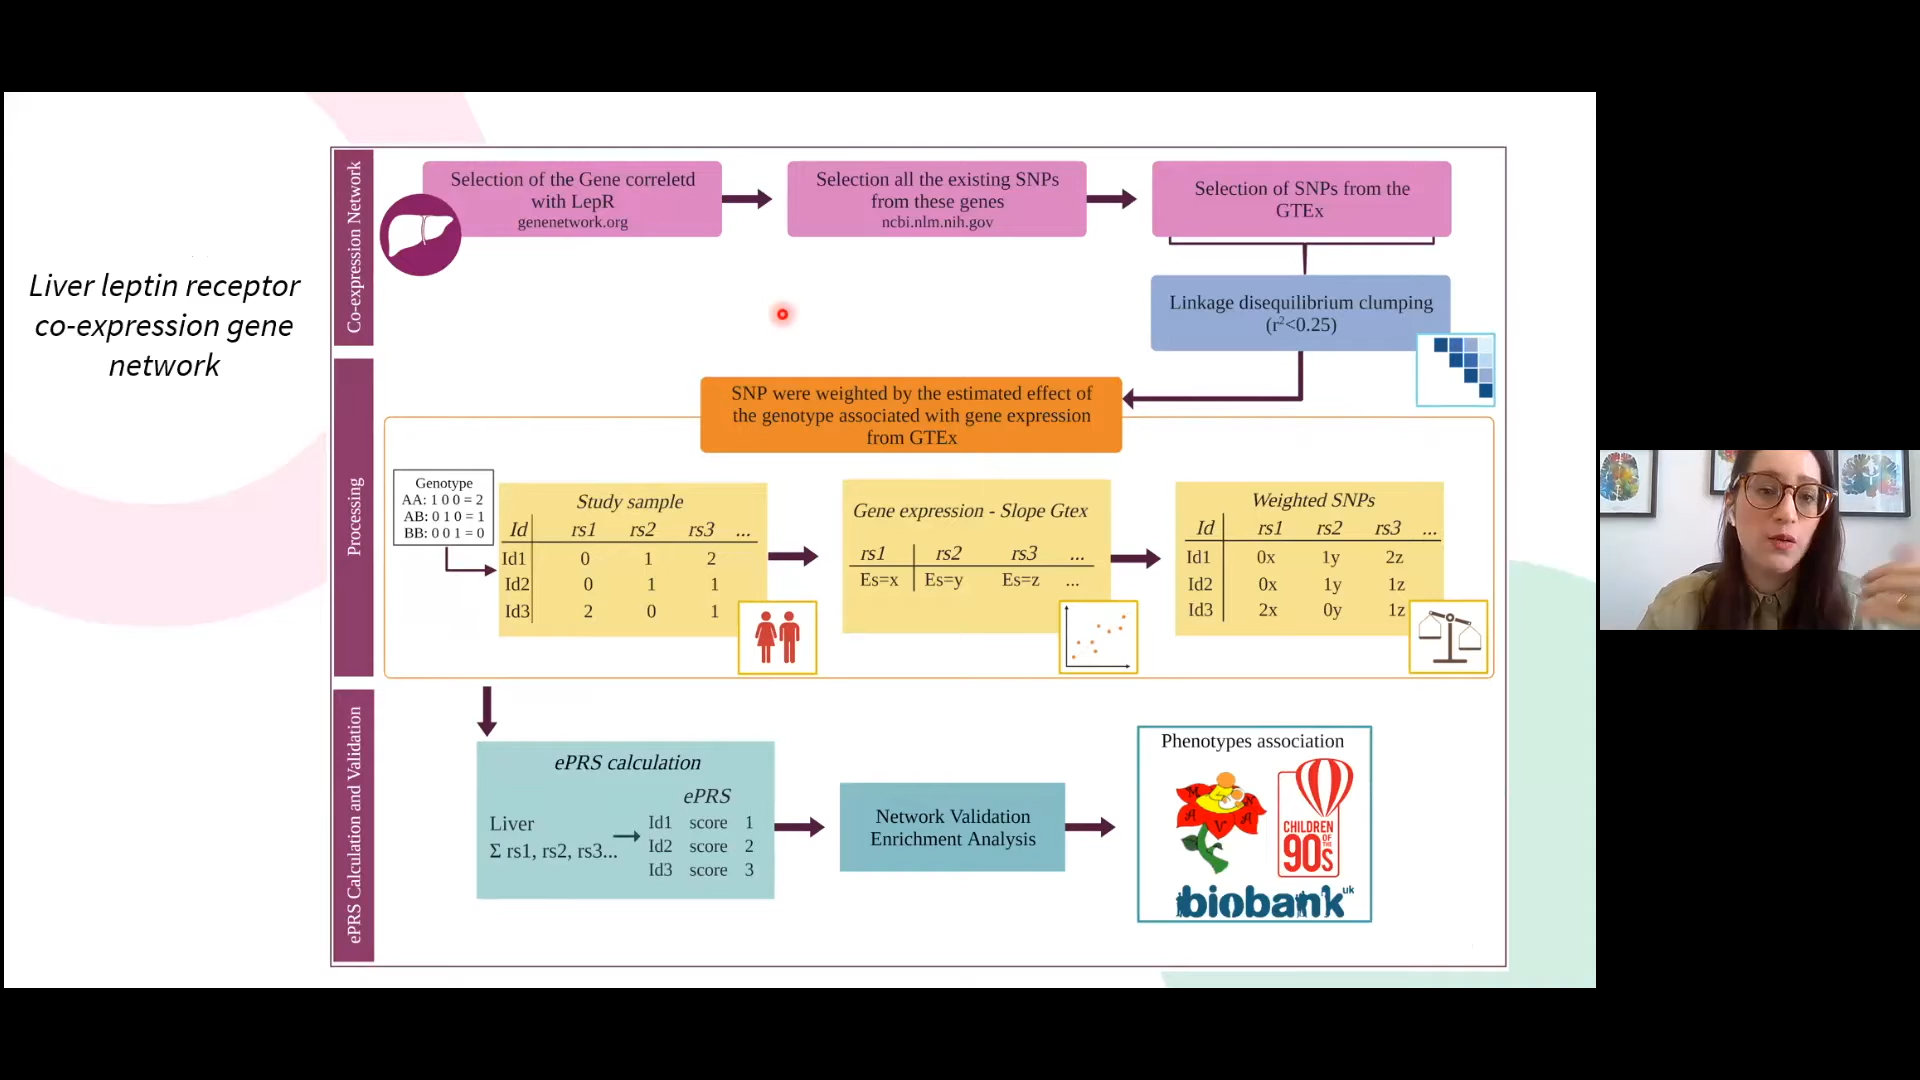 Liver leptin receptor
co-expression gene
network
Co-expression Network
Selection of the Gene correletd
with LepR
genenetwork.org
Selection all the existing SNPs
from these genes
ncbi.nlm.nih.gov
Selection of SNPs from the
GTEx
Linkage disequilibrium clumping
(r²<0.25)
Processing
SNP were weighted by the estimated effect of
the genotype associated with gene expression
from GTEx
Genotype
AA: 1 0 0 = 2
AB: 0 1 0 = 1
BB: 0 0 1 = 0
Study sample
Id rs1 rs2 rs3 ...
Id1 0 1 2
Id2 0 1 1
Id3 2 0 1
Gene expression - Slope Gtex
rs1 rs2 rs3 ...
Es=x Es=y Es=z ...
Weighted SNPs
Id rs1 rs2 rs3 ...
Id1 0x 1y 2z
Id2 0x 1y 1z
Id3 2x 0y 1z
ePRS Calculation and Validation
ePRS calculation
ePRS
Liver
Σ rs1, rs2, rs3...
Id1 score 1
Id2 score 2
Id3 score 3
Network Validation
Enrichment Analysis
Phenotypes association
MAVAN
CHILDREN
OF THE
90s
biobank uk